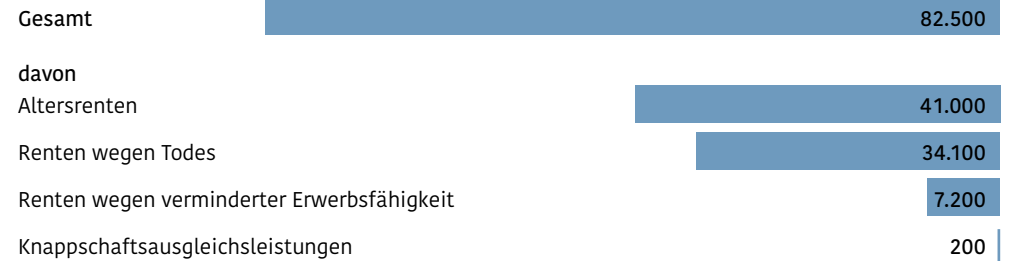 Gesamt 82.500
davon
Altersrenten 41.000
Renten wegen Todes 34.100
Renten wegen verminderter Erwerbsfähigkeit 7.200
Knappschaftsausgleichsleistungen 200